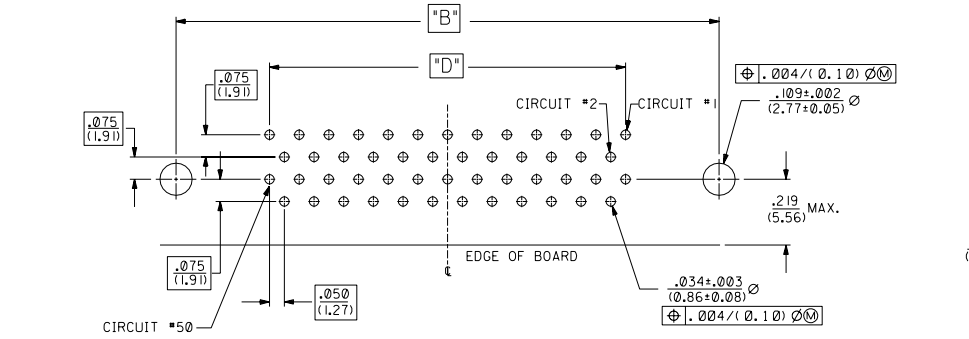 "B"
"D"
⌖ .004/(0.10) Ø Ⓜ
.075
(1.91)
CIRCUIT #2
CIRCUIT #1
.109±.002 Ø
(2.77±0.05)
.075
(1.91)
.219 MAX.
(5.56)
EDGE OF BOARD
℄
.075
(1.91)
.050
(1.27)
.034±.003 Ø
(0.86±0.08)
⌖ .004/(0.10) Ø Ⓜ
CIRCUIT #50
(